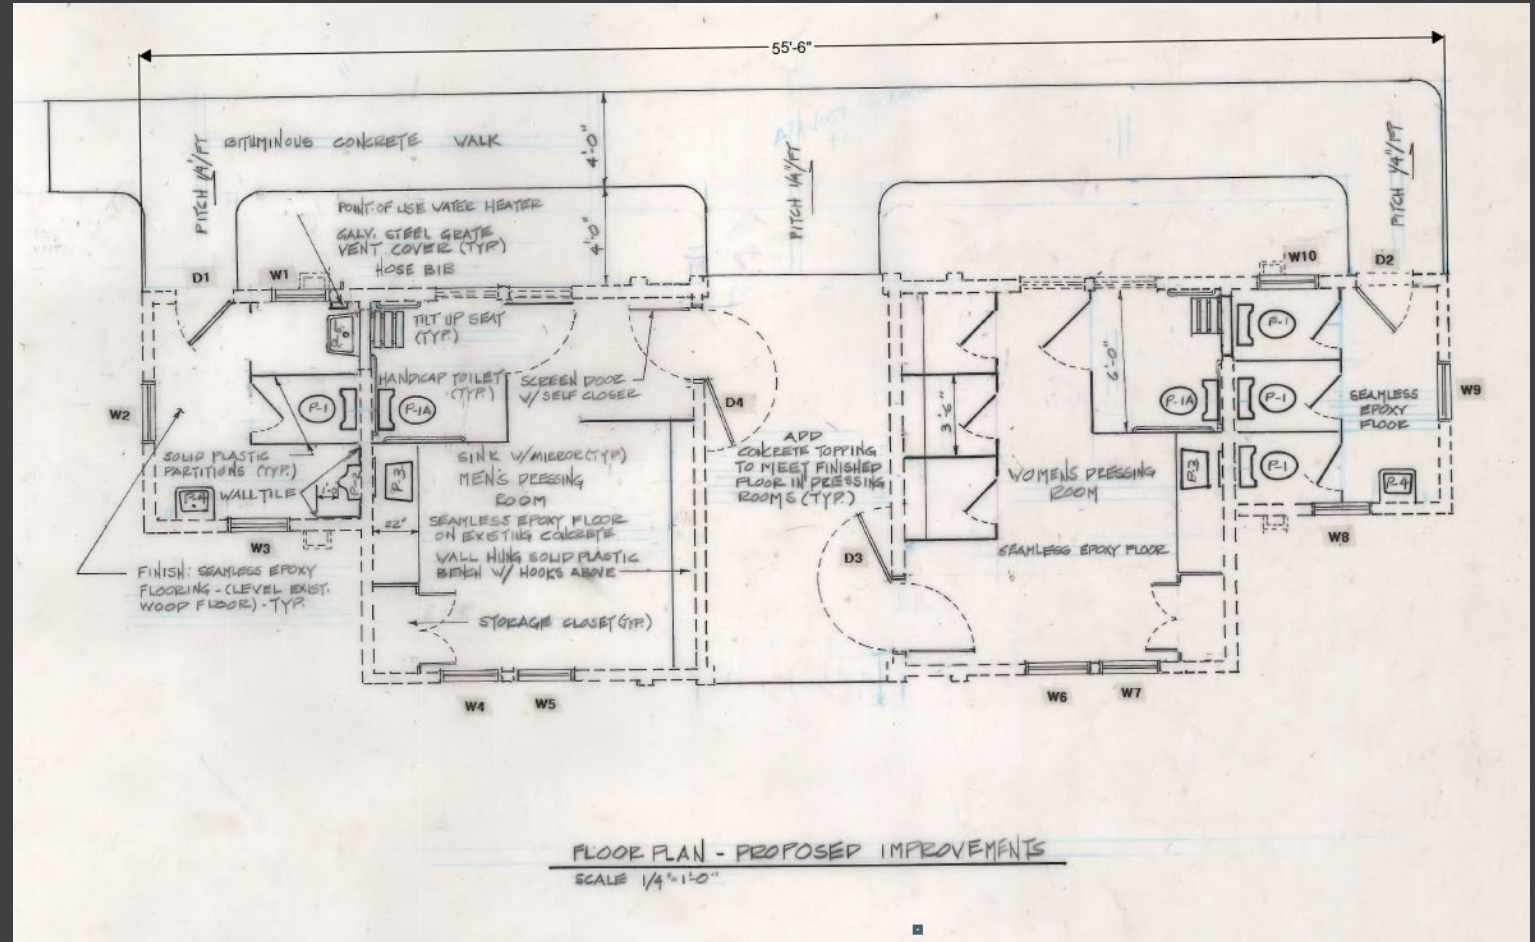 55'-6"
BITUMINOUS CONCRETE WALK
4'-0"
PITCH 1/4"/FT
PITCH 1/4"/FT
PITCH 1/4"/FT
POINT-OF USE WATER HEATER
GALV. STEEL GRATE
VENT COVER (TYP.)
HOSE BIB
4'-0"
D1
W1
W10
D2
TILT UP SEAT
(TYP.)
P-1
6'-0"
HANDICAP TOILET
(TYP.)
SCREEN DOOR
W/ SELF CLOSER
W2
P-1
P-1A
D4
3'-6"
P-1A
P-1
SEAMLESS
EPOXY
FLOOR
W9
ADD
CONCRETE TOPPING
TO MEET FINISHED
FLOOR IN DRESSING
ROOMS (TYP.)
SOLID PLASTIC
PARTITIONS (TYP.)
SINK W/MIRROR (TYP)
MEN'S DRESSING
ROOM
WOMENS DRESSING
ROOM
P-3
P-3
P-1
P-4
P-4
WALL TILE
P-2
22"
SEAMLESS EPOXY FLOOR
ON EXISTING CONCRETE
W3
W8
WALL HUNG SOLID PLASTIC
BENCH W/ HOOKS ABOVE
D3
SEAMLESS EPOXY FLOOR
FINISH: SEAMLESS EPOXY
FLOORING - (LEVEL EXIST.
WOOD FLOOR) - TYP.
STORAGE CLOSET (TYP.)
W4
W5
W6
W7
FLOOR PLAN - PROPOSED IMPROVEMENTS
SCALE 1/4"=1'-0"